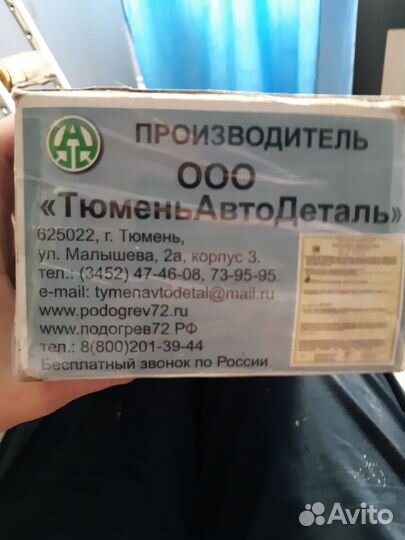 ПРОИЗВОДИТЕЛЬ
ООО
«ТюменьАвтоДеталь»
625022, г. Тюмень,
ул. Малышева, 2а, корпус 3.
тел.: (3452) 47-46-08, 73-95-95.
e-mail: tymenavtodetal@mail.ru
www.podogrev72.ru
www.подогрев72.РФ
тел.: 8(800)201-39-44
Бесплатный звонок по России
Avito